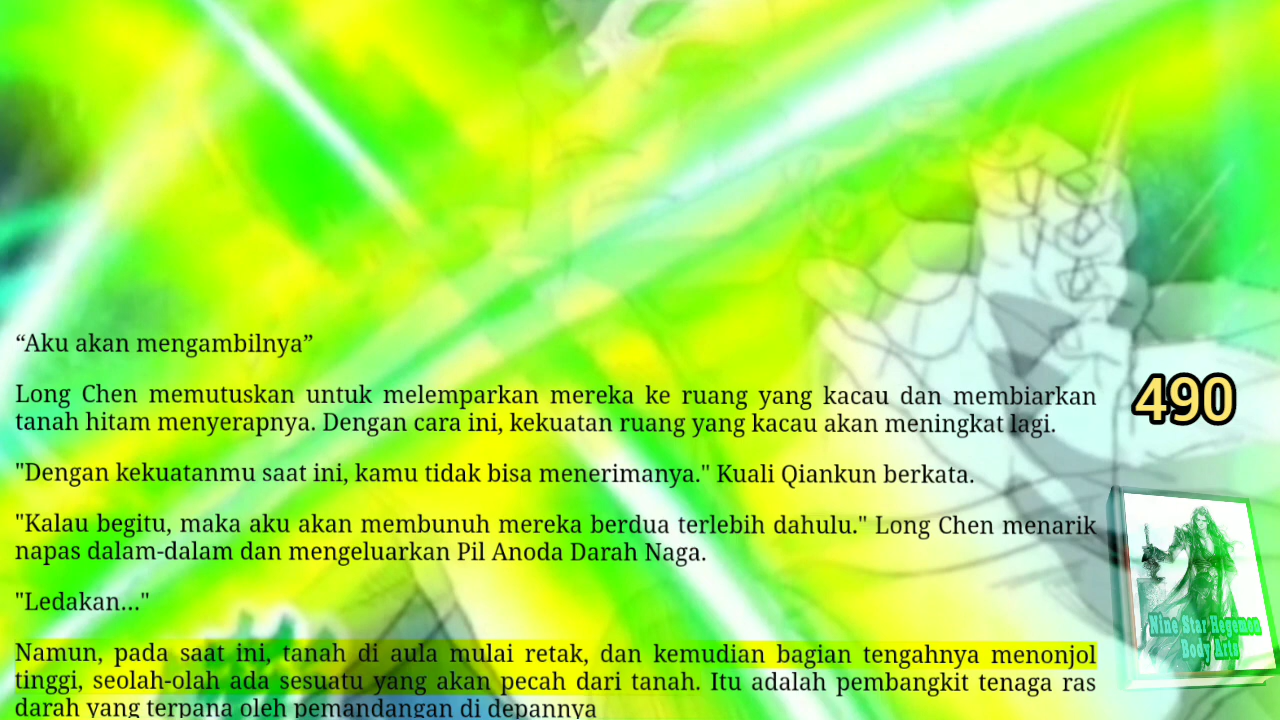 “Aku akan mengambilnya”
Long Chen memutuskan untuk melemparkan mereka ke ruang yang kacau dan membiarkan
tanah hitam menyerapnya. Dengan cara ini, kekuatan ruang yang kacau akan meningkat lagi.
"Dengan kekuatanmu saat ini, kamu tidak bisa menerimanya." Kuali Qiankun berkata.
"Kalau begitu, maka aku akan membunuh mereka berdua terlebih dahulu." Long Chen menarik
napas dalam-dalam dan mengeluarkan Pil Anoda Darah Naga.
"Ledakan..."
Namun, pada saat ini, tanah di aula mulai retak, dan kemudian bagian tengahnya menonjol
tinggi, seolah-olah ada sesuatu yang akan pecah dari tanah. Itu adalah pembangkit tenaga ras
darah yang terpana oleh pemandangan di depannya
490
Nine Star Hegemon
Body Arts